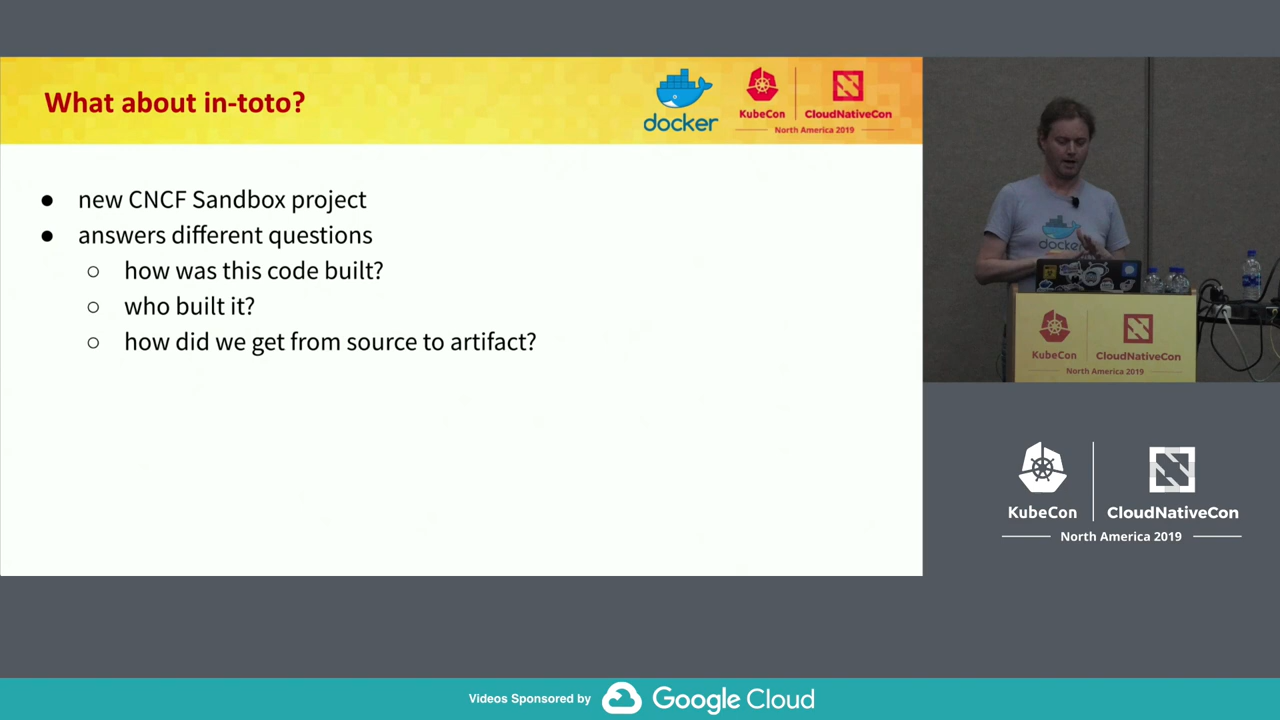 What about in-toto?
docker
KubeCon
CloudNativeCon
North America 2019
● new CNCF Sandbox project
● answers different questions
○ how was this code built?
○ who built it?
○ how did we get from source to artifact?
docker
KubeCon
CloudNativeCon
North America 2019
KubeCon
CloudNativeCon
North America 2019
Videos Sponsored by
Google Cloud